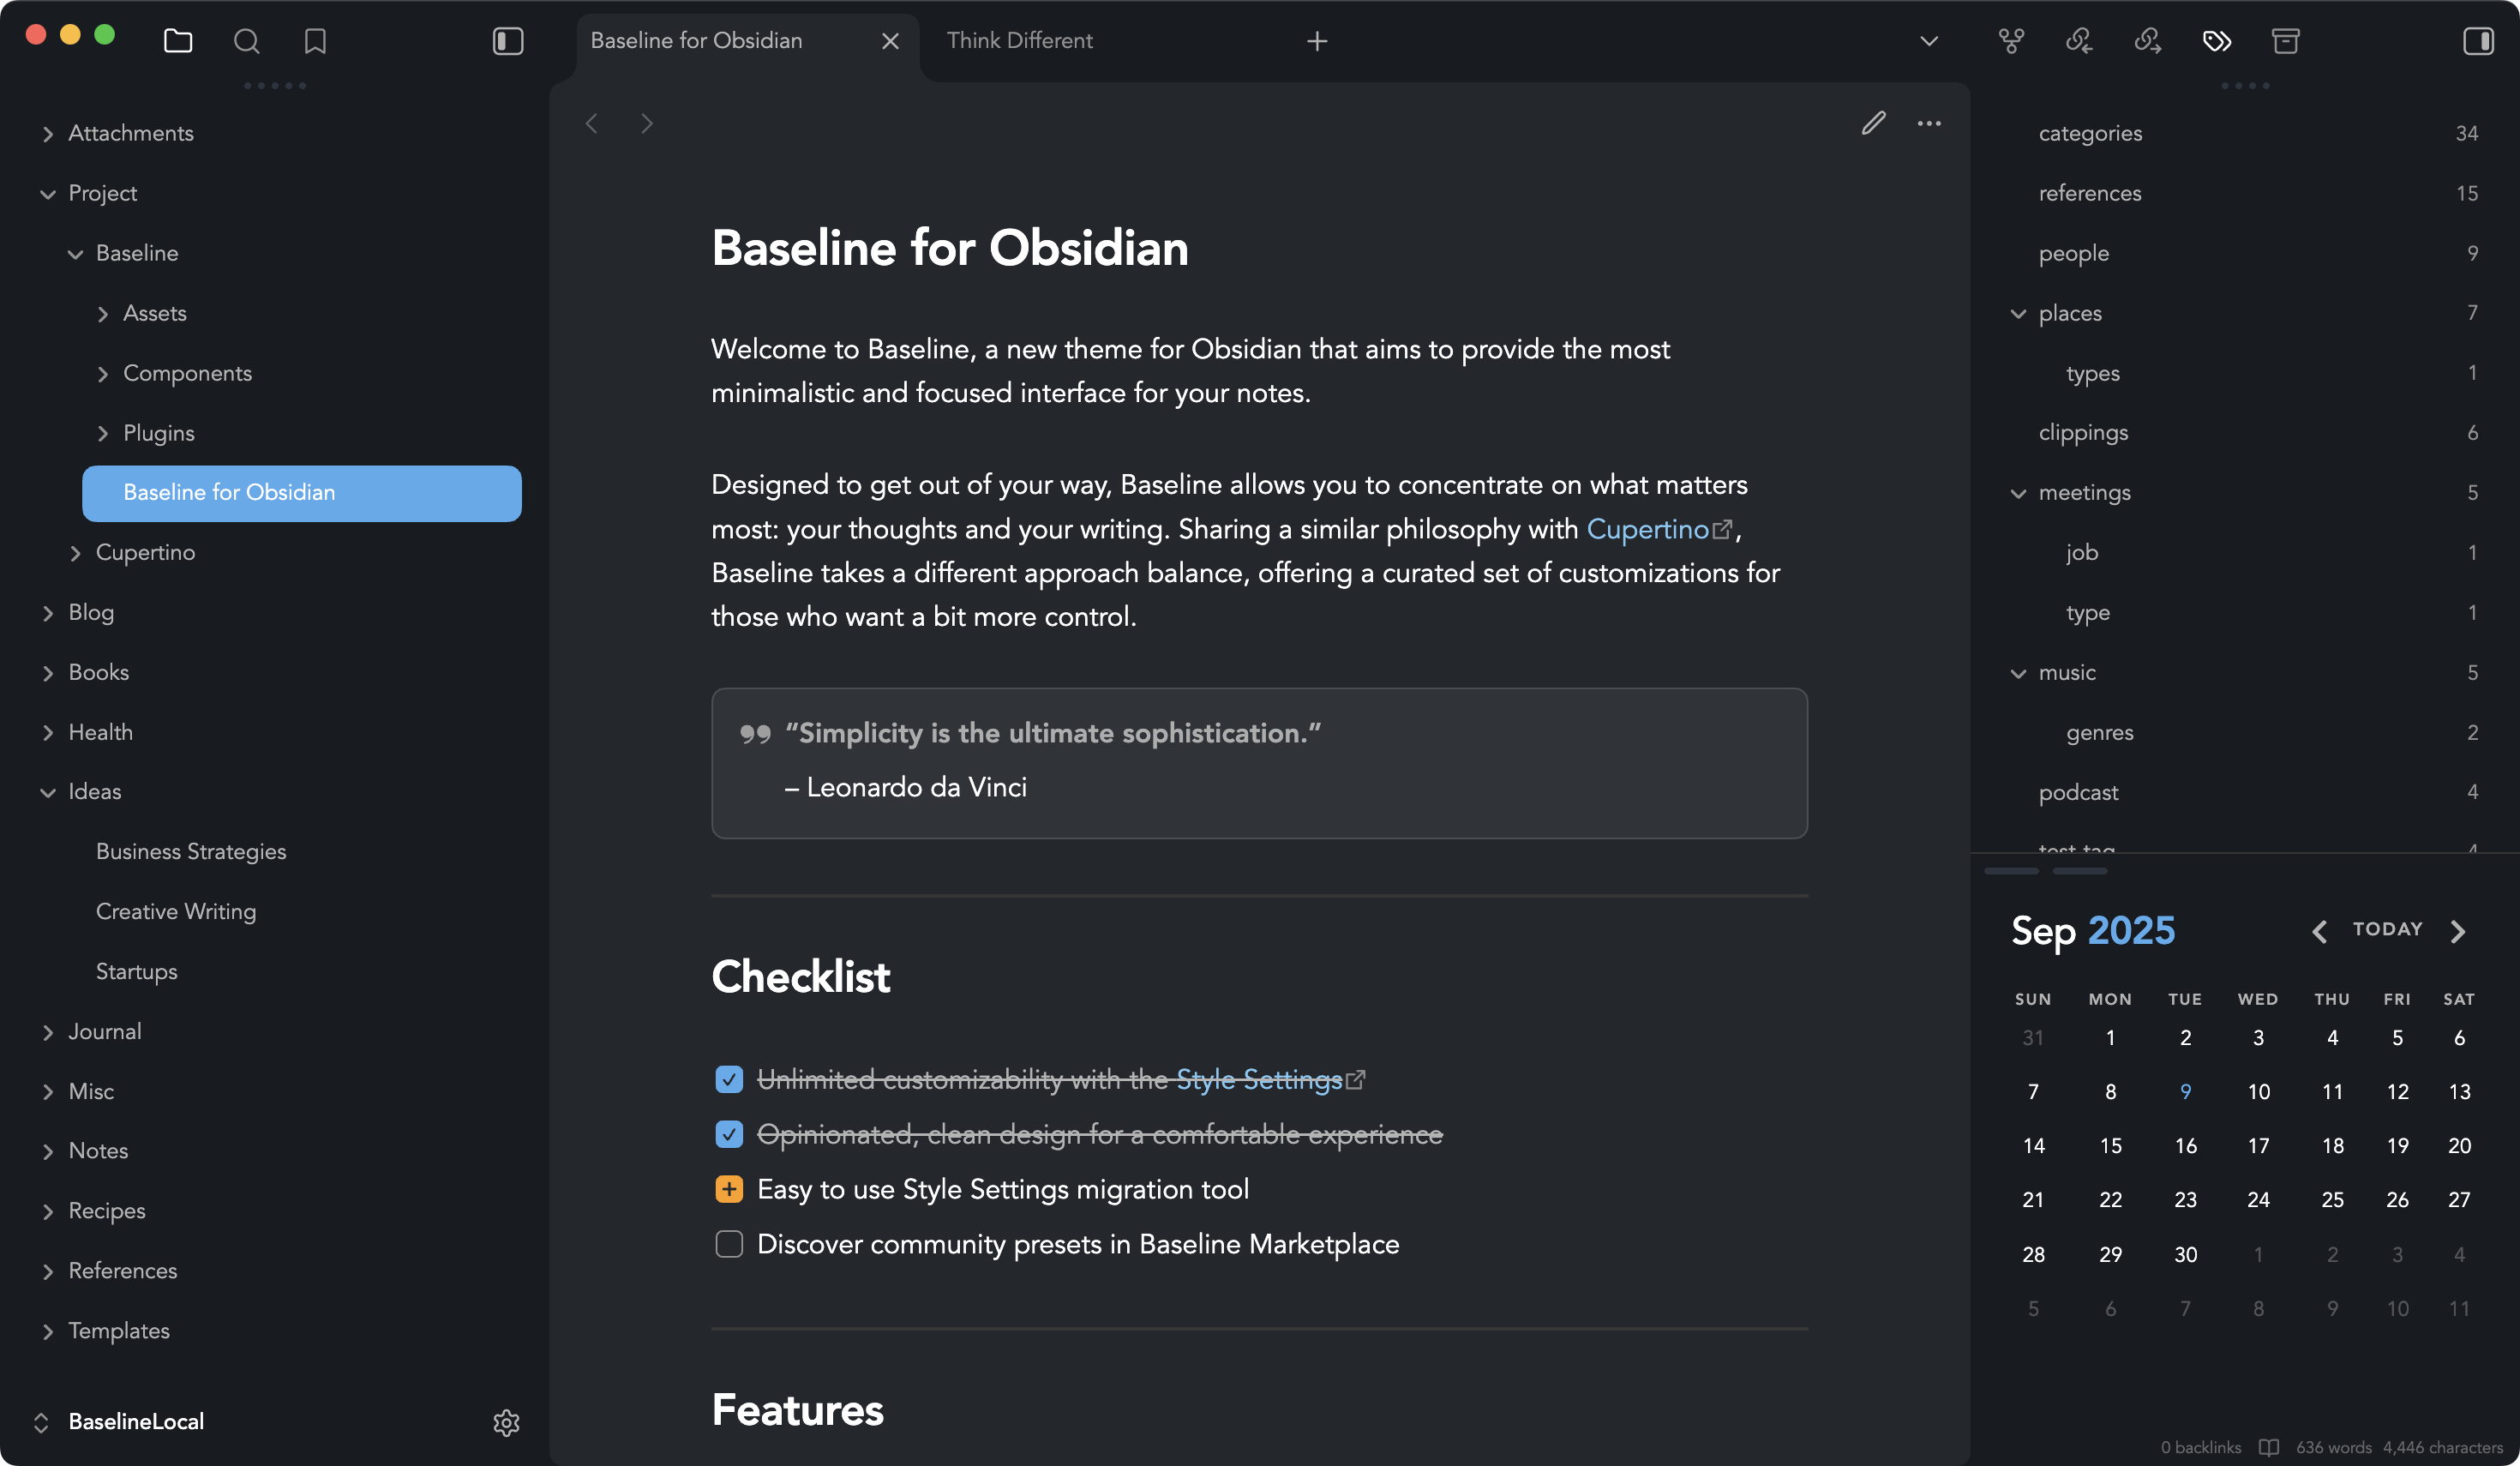 Baseline for Obsidian
Think Different
Attachments
Project
Baseline
Assets
Components
Plugins
Baseline for Obsidian
Cupertino
Blog
Books
Health
Ideas
Business Strategies
Creative Writing
Startups
Journal
Misc
Notes
Recipes
References
Templates
BaselineLocal
Baseline for Obsidian
Welcome to Baseline, a new theme for Obsidian that aims to provide the most
minimalistic and focused interface for your notes.
Designed to get out of your way, Baseline allows you to concentrate on what matters
most: your thoughts and your writing. Sharing a similar philosophy with Cupertino,
Baseline takes a different approach balance, offering a curated set of customizations for
those who want a bit more control.
”Simplicity is the ultimate sophistication.”
– Leonardo da Vinci
Checklist
Unlimited customizability with the Style Settings
Opinionated, clean design for a comfortable experience
Easy to use Style Settings migration tool
Discover community presets in Baseline Marketplace
Features
categories 34
references 15
people 9
places 7
types 1
clippings 6
meetings 5
job 1
type 1
music 5
genres 2
podcast 4
test-tag 4
Sep 2025
TODAY
SUN MON TUE WED THU FRI SAT
31 1 2 3 4 5 6
7 8 9 10 11 12 13
14 15 16 17 18 19 20
21 22 23 24 25 26 27
28 29 30 1 2 3 4
5 6 7 8 9 10 11
0 backlinks 636 words 4,446 characters